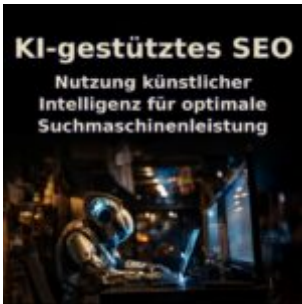 KI-gestütztes SEO
Nutzung künstlicher
Intelligenz für optimale
Suchmaschinenleistung